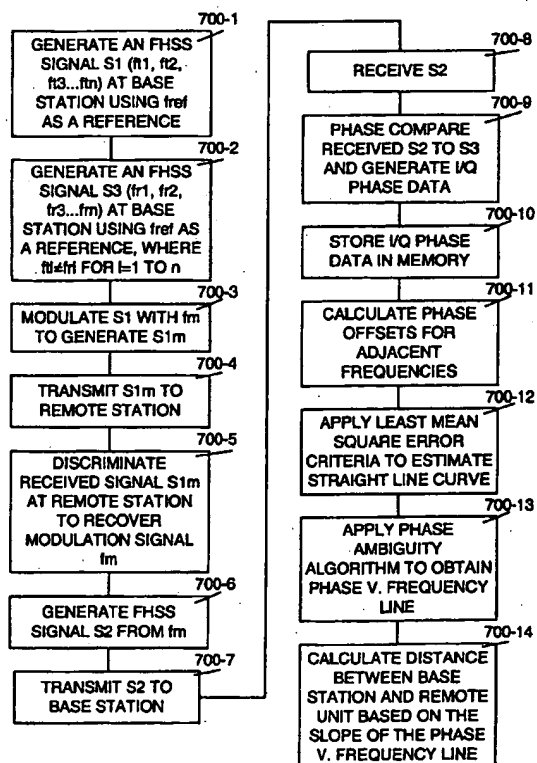 700-1
GENERATE AN FHSS
SIGNAL S1 (ft1, ft2,
ft3...ftn) AT BASE
STATION USING fref
AS A REFERENCE
700-2
GENERATE AN FHSS
SIGNAL S3 (fr1, fr2,
fr3...frn) AT BASE
STATION USING fref AS
A REFERENCE, WHERE
fti≠fri FOR I=1 TO n
700-3
MODULATE S1 WITH fm
TO GENERATE S1m
700-4
TRANSMIT S1m TO
REMOTE STATION
700-5
DISCRIMINATE
RECEIVED SIGNAL S1m
AT REMOTE STATION
TO RECOVER
MODULATION SIGNAL
fm
700-6
GENERATE FHSS
SIGNAL S2 FROM fm
700-7
TRANSMIT S2 TO
BASE STATION
700-8
RECEIVE S2
700-9
PHASE COMPARE
RECEIVED S2 TO S3
AND GENERATE I/Q
PHASE DATA
700-10
STORE I/Q PHASE
DATA IN MEMORY
700-11
CALCULATE PHASE
OFFSETS FOR
ADJACENT
FREQUENCIES
700-12
APPLY LEAST MEAN
SQUARE ERROR
CRITERIA TO ESTIMATE
STRAIGHT LINE CURVE
700-13
APPLY PHASE
AMBIGUITY
ALGORITHM TO OBTAIN
PHASE V. FREQUENCY
LINE
700-14
CALCULATE DISTANCE
BETWEEN BASE
STATION AND REMOTE
UNIT BASED ON THE
SLOPE OF THE PHASE
V. FREQUENCY LINE